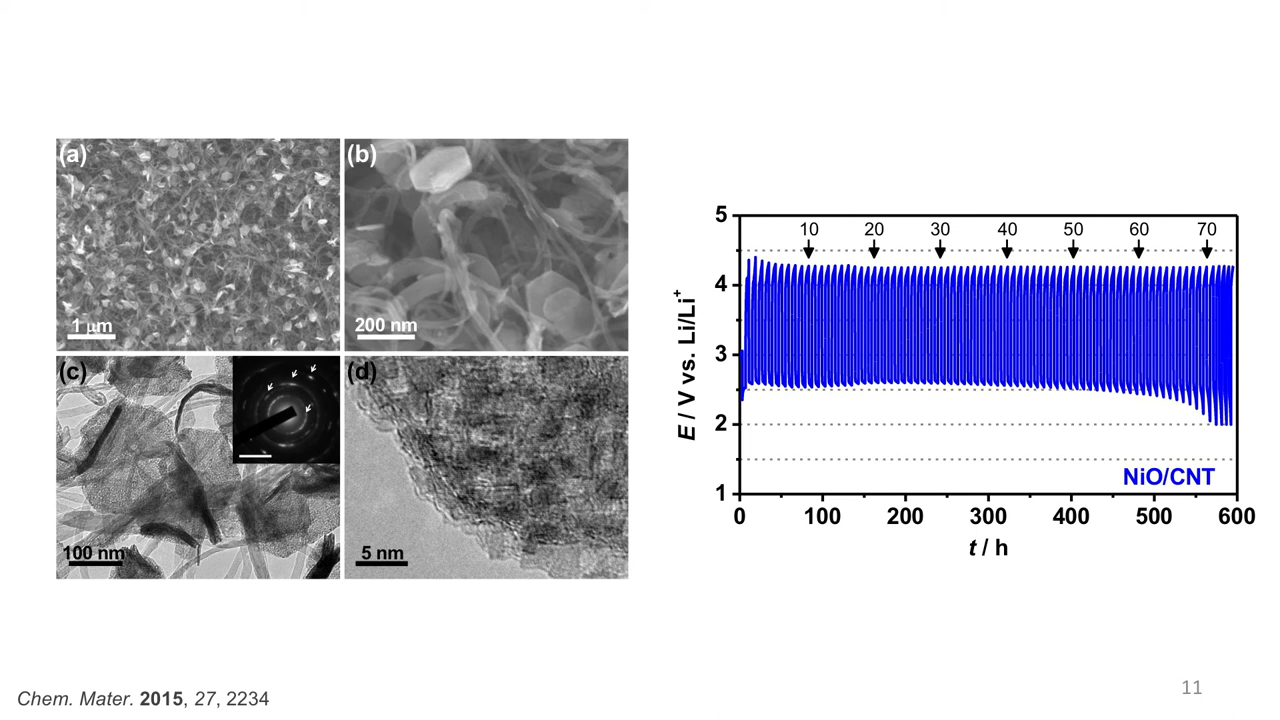 (a)
1 μm
(b)
200 nm
(c)
100 nm
(d)
5 nm
5
4
3
2
1
E / V vs. Li/Li⁺
10 20 30 40 50 60 70
NiO/CNT
0 100 200 300 400 500 600
t / h
Chem. Mater. 2015, 27, 2234
11